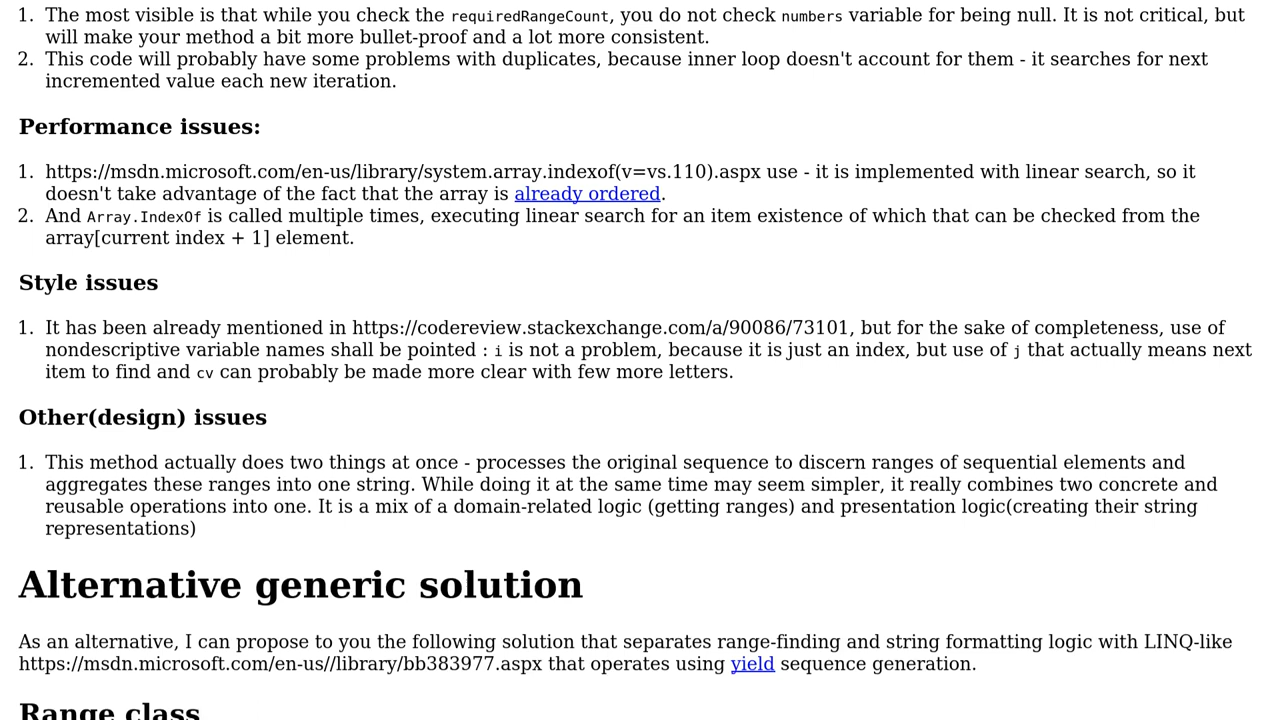 1. The most visible is that while you check the requiredRangeCount, you do not check numbers variable for being null. It is not critical, but
will make your method a bit more bullet-proof and a lot more consistent.
2. This code will probably have some problems with duplicates, because inner loop doesn't account for them - it searches for next
incremented value each new iteration.
Performance issues:
1. https://msdn.microsoft.com/en-us/library/system.array.indexof(v=vs.110).aspx use - it is implemented with linear search, so it
doesn't take advantage of the fact that the array is already ordered.
2. And Array.IndexOf is called multiple times, executing linear search for an item existence of which that can be checked from the
array[current index + 1] element.
Style issues
1. It has been already mentioned in https://codereview.stackexchange.com/a/90086/73101, but for the sake of completeness, use of
nondescriptive variable names shall be pointed : i is not a problem, because it is just an index, but use of j that actually means next
item to find and cv can probably be made more clear with few more letters.
Other(design) issues
1. This method actually does two things at once - processes the original sequence to discern ranges of sequential elements and
aggregates these ranges into one string. While doing it at the same time may seem simpler, it really combines two concrete and
reusable operations into one. It is a mix of a domain-related logic (getting ranges) and presentation logic(creating their string
representations)
Alternative generic solution
As an alternative, I can propose to you the following solution that separates range-finding and string formatting logic with LINQ-like
https://msdn.microsoft.com/en-us//library/bb383977.aspx that operates using yield sequence generation.
Range class